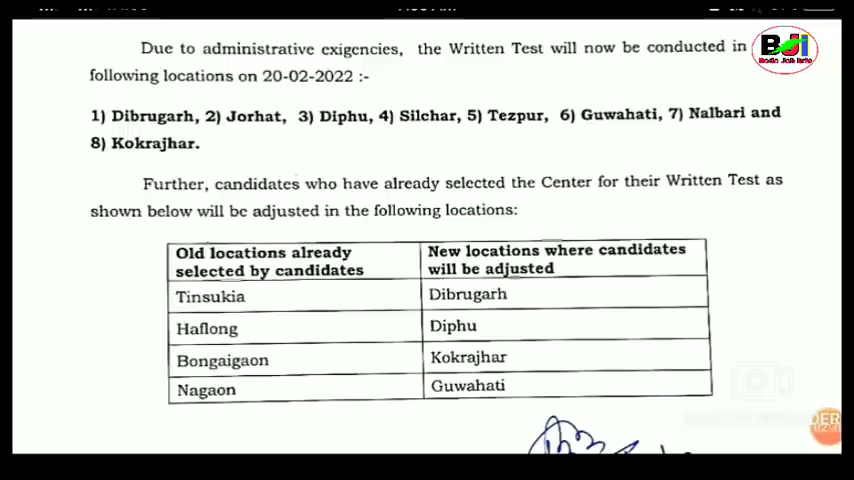 Due to administrative exigencies, the Written Test will now be conducted in
following locations on 20-02-2022 :-
1) Dibrugarh, 2) Jorhat, 3) Diphu, 4) Silchar, 5) Tezpur, 6) Guwahati, 7) Nalbari and
8) Kokrajhar.
Further, candidates who have already selected the Center for their Written Test as
shown below will be adjusted in the following locations:
Old locations already selected by candidates
New locations where candidates will be adjusted
Tinsukia Dibrugarh
Haflong Diphu
Bongaigaon Kokrajhar
Nagaon Guwahati
BJI
Bodo Job Info